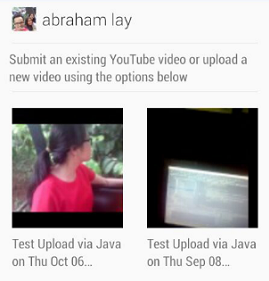 abraham lay
Submit an existing YouTube video or upload a
new video using the options below
Test Upload via Java
on Thu Oct 06...
Test Upload via Java
on Thu Sep 08...